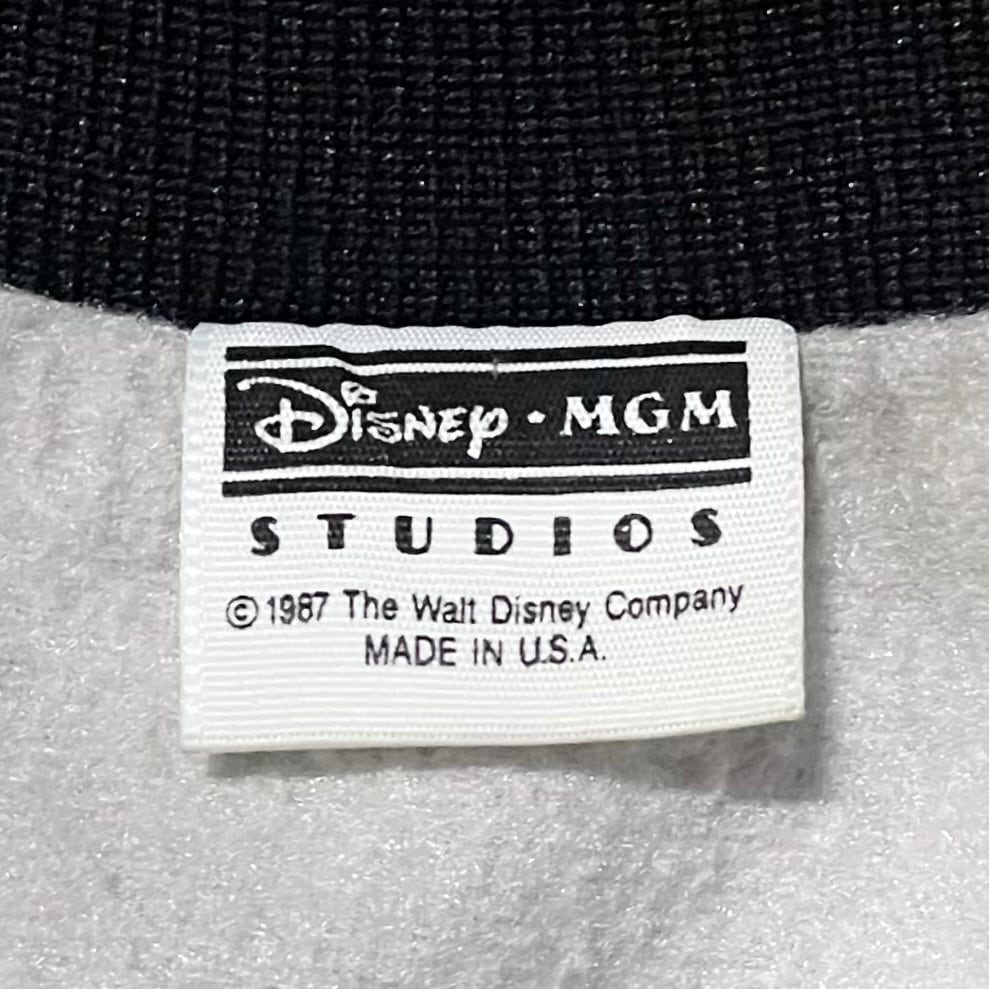 Disney • MGM
STUDIOS
© 1987 The Walt Disney Company
MADE IN U.S.A.